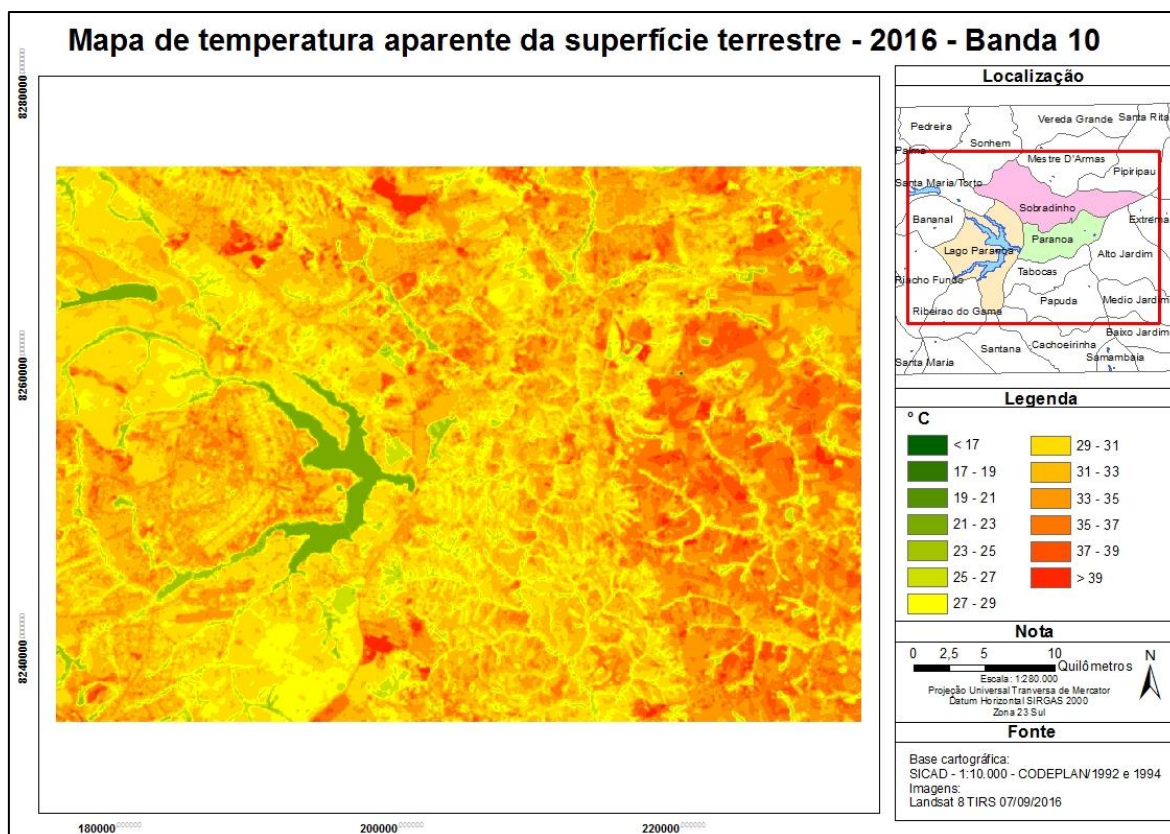 Mapa de temperatura aparente da superfície terrestre - 2016 - Banda 10
8280000
8260000
8240000
180000
200000
220000
Localização
Pedreira
Vereda Grande
Santa Rita
Sonhem
Palma
Mestre D'Armas
Pipiripau
Santa Maria/Torto
Sobradinho
Bananal
Extrema
Paranoa
Lago Paranoa
Alto Jardim
Tabocas
Riacho Fundo
Papuda
Medio Jardim
Ribeirao do Gama
Baixo Jardim
Cachoeirinha
Santana
Samambaia
Santa Maria
Legenda
° C
< 17
17 - 19
19 - 21
21 - 23
23 - 25
25 - 27
27 - 29
29 - 31
31 - 33
33 - 35
35 - 37
37 - 39
> 39
Nota
0 2,5 5 10
Quilômetros
N
Escala: 1:280.000
Projeção Universal Tranversa de Mercator
Datum Horizontal SIRGAS 2000
Zona 23 Sul
Fonte
Base cartográfica:
SICAD - 1:10.000 - CODEPLAN/1992 e 1994
Imagens:
Landsat 8 TIRS 07/09/2016